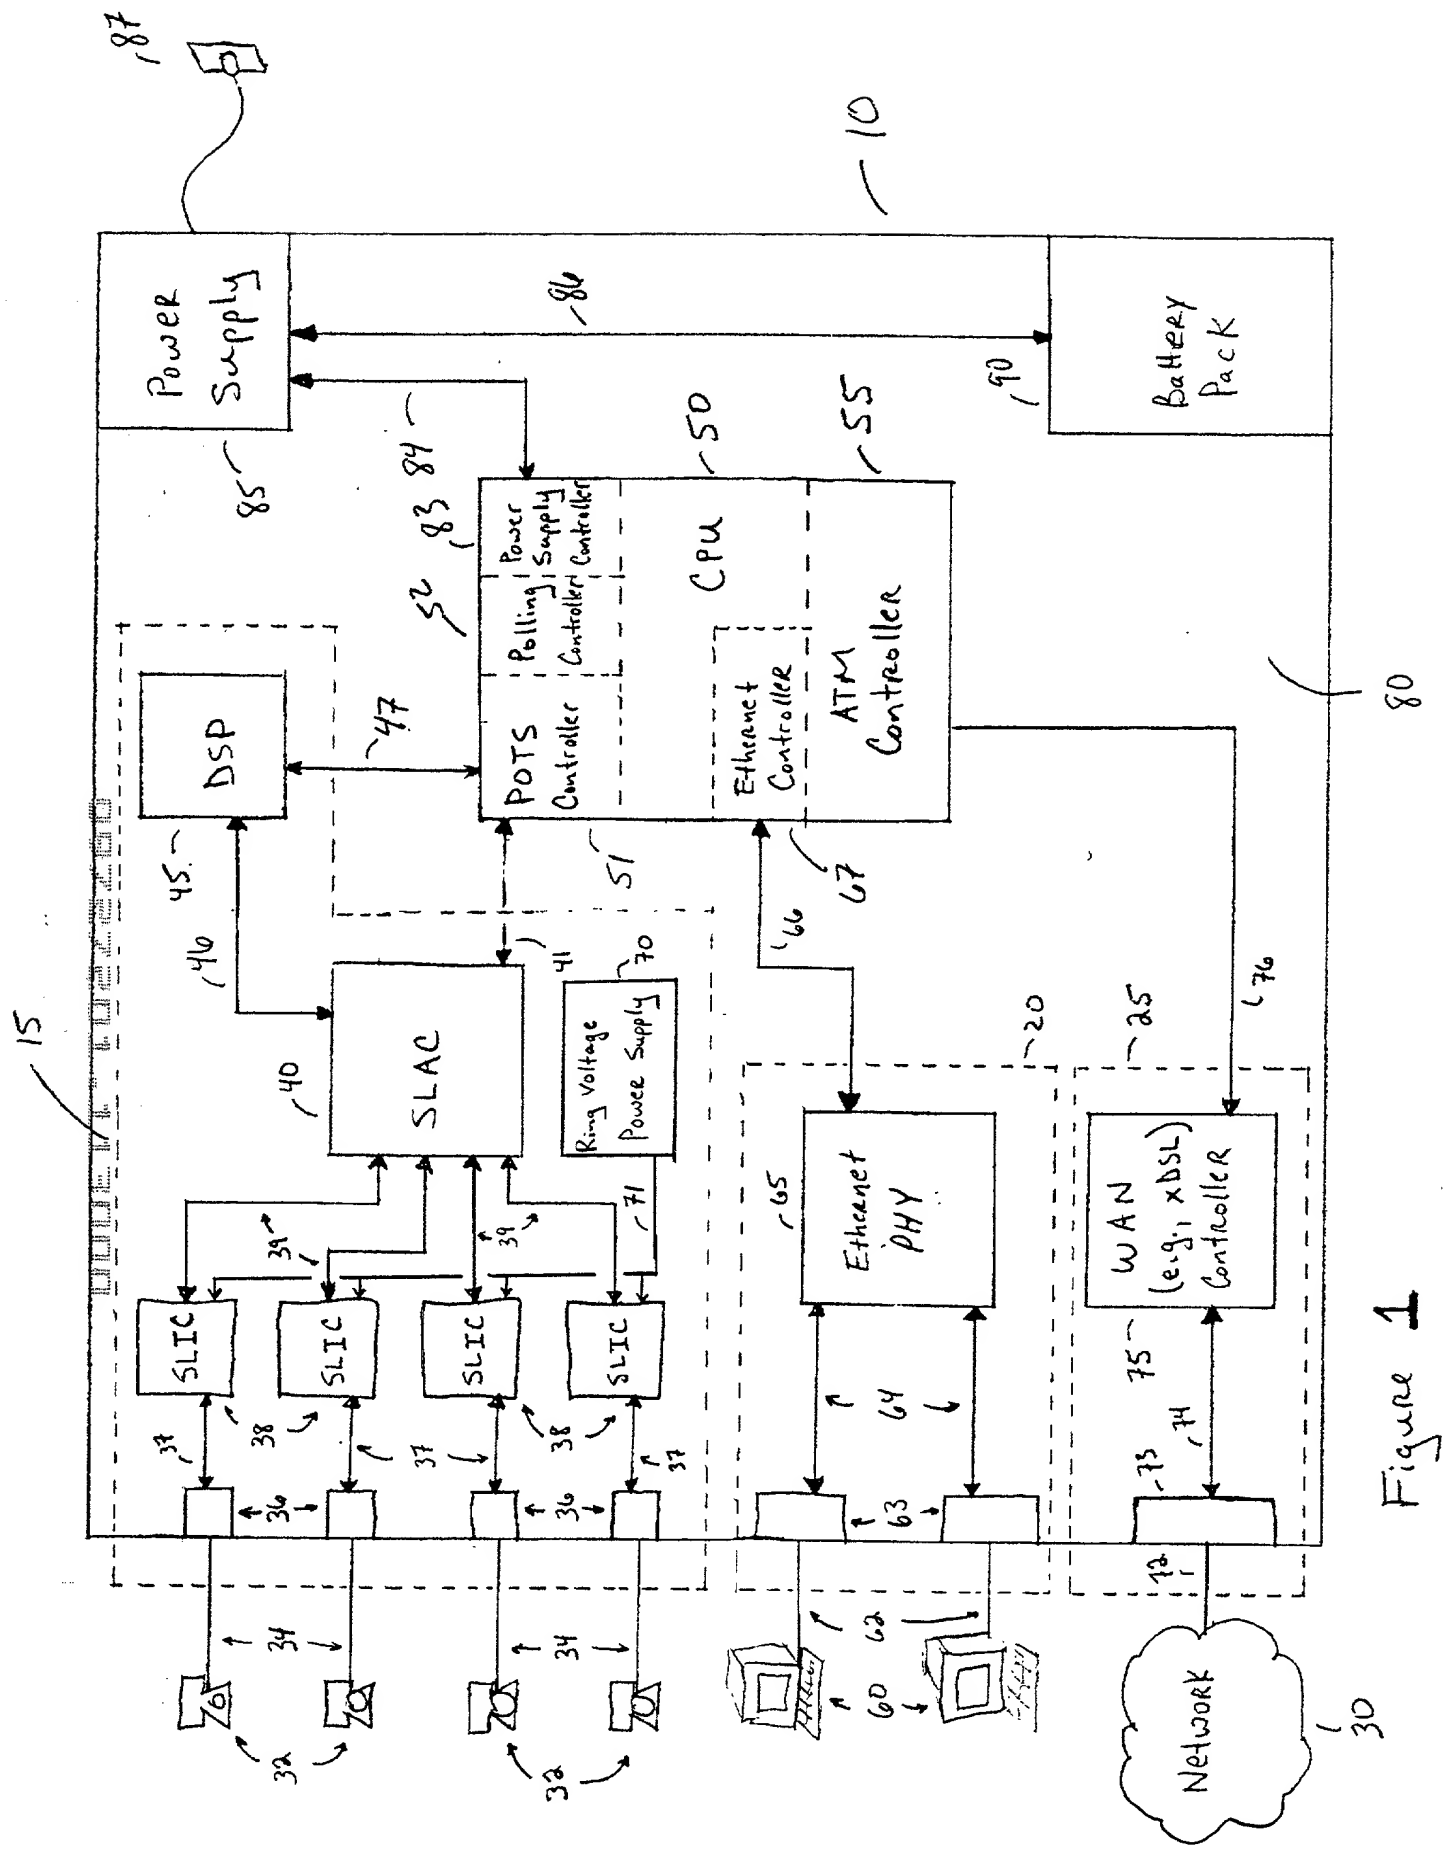 15
87
Power
Supply
85
45
46
DSP
47
37
SLIC
32
34
36
38
39
40
SLIC
SLAC
37
39
41
SLIC
32
34
36
38
SLIC
37
71
Ring Voltage
Power Supply
70
POTS
Controller
51
Polling
Controller
52
Power
Supply
Controller
83
84
86
CPU
50
Ethernet
Controller
67
66
ATM
Controller
55
10
60
62
63
64
65
Ethernet
PHY
20
90
Battery
Pack
Network
30
72
73
74
75
WAN
(e.g., xDSL)
Controller
25
76
80
Figure 1